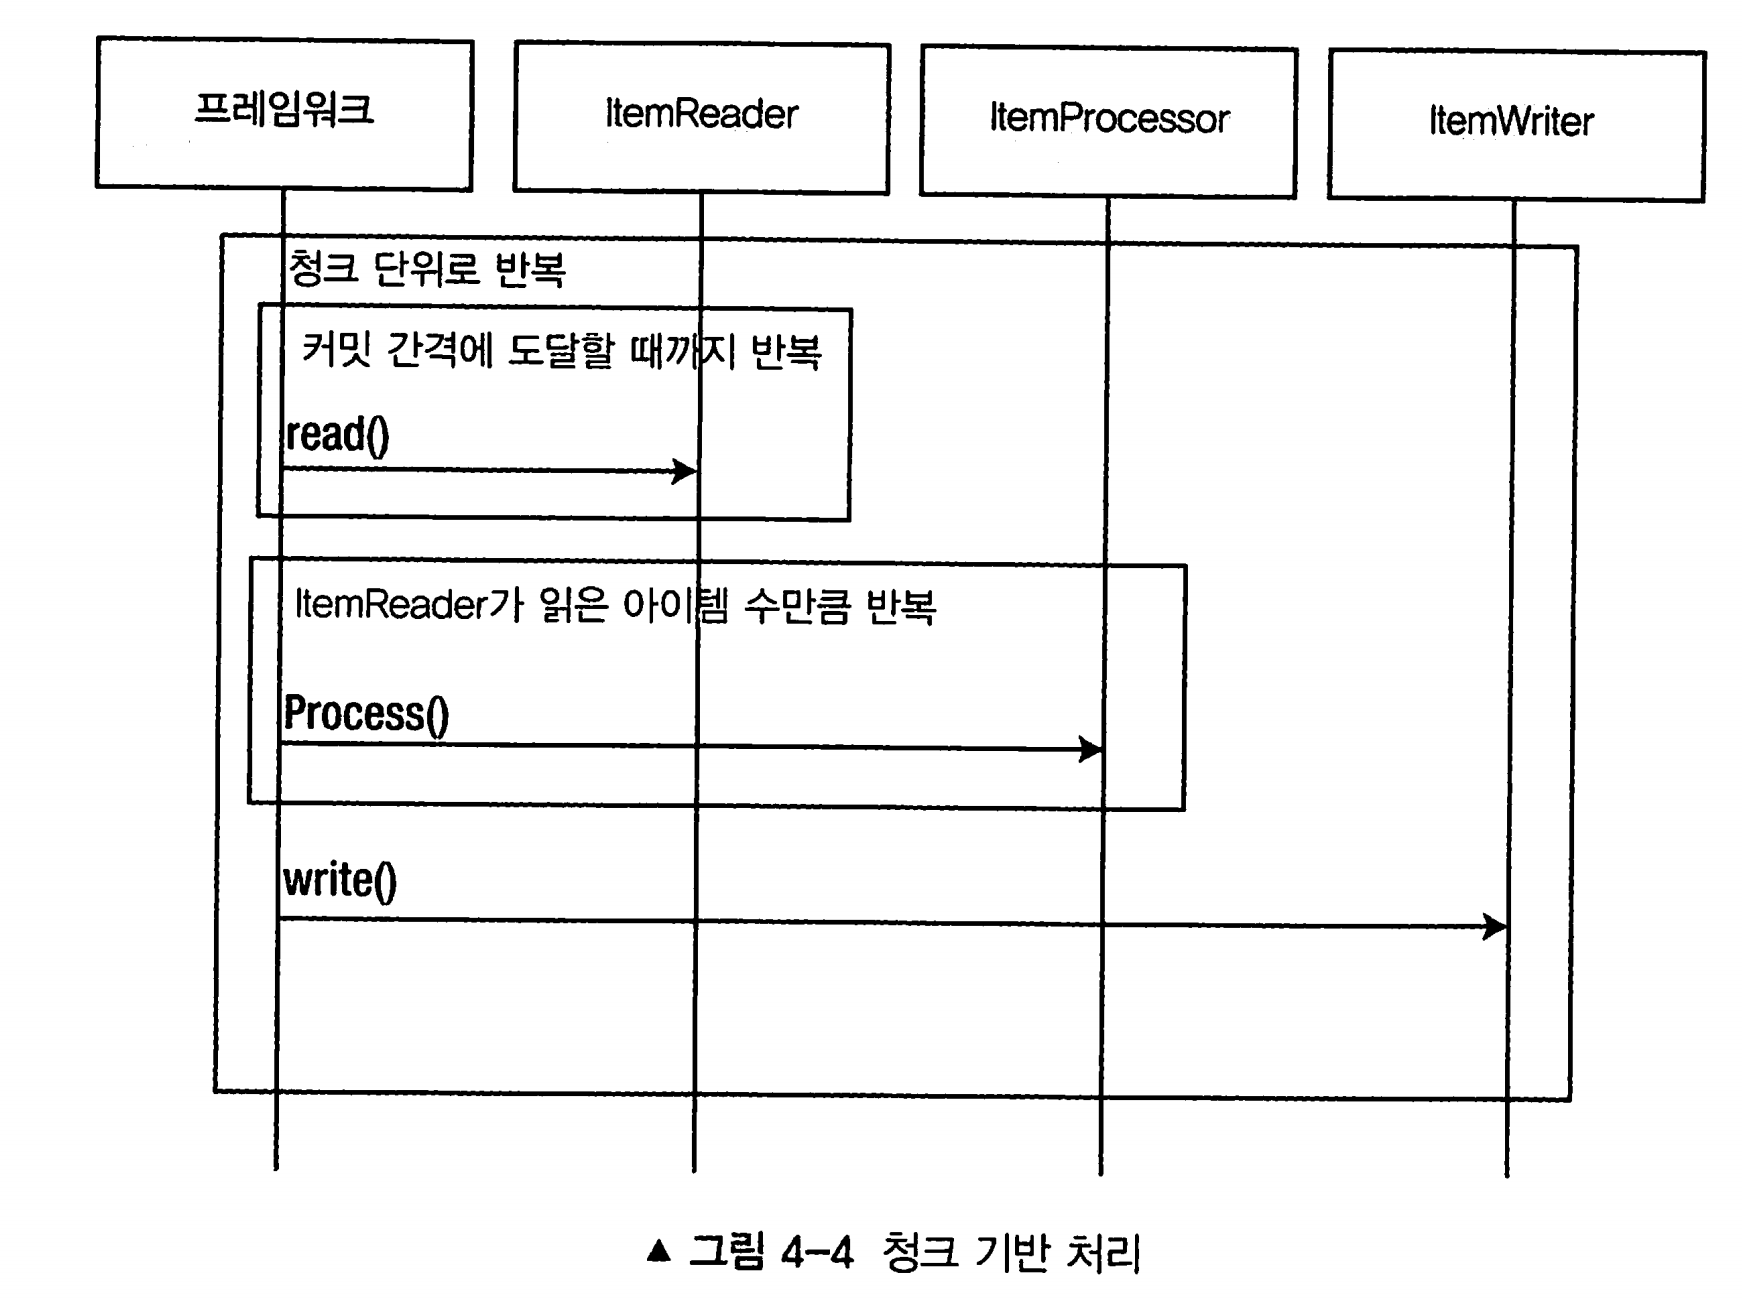 프레임워크
ItemReader
ItemProcessor
ItemWriter
청크 단위로 반복
커밋 간격에 도달할 때까지 반복
read()
ItemReader가 읽은 아이템 수만큼 반복
Process()
write()
▲ 그림 4-4 청크 기반 처리